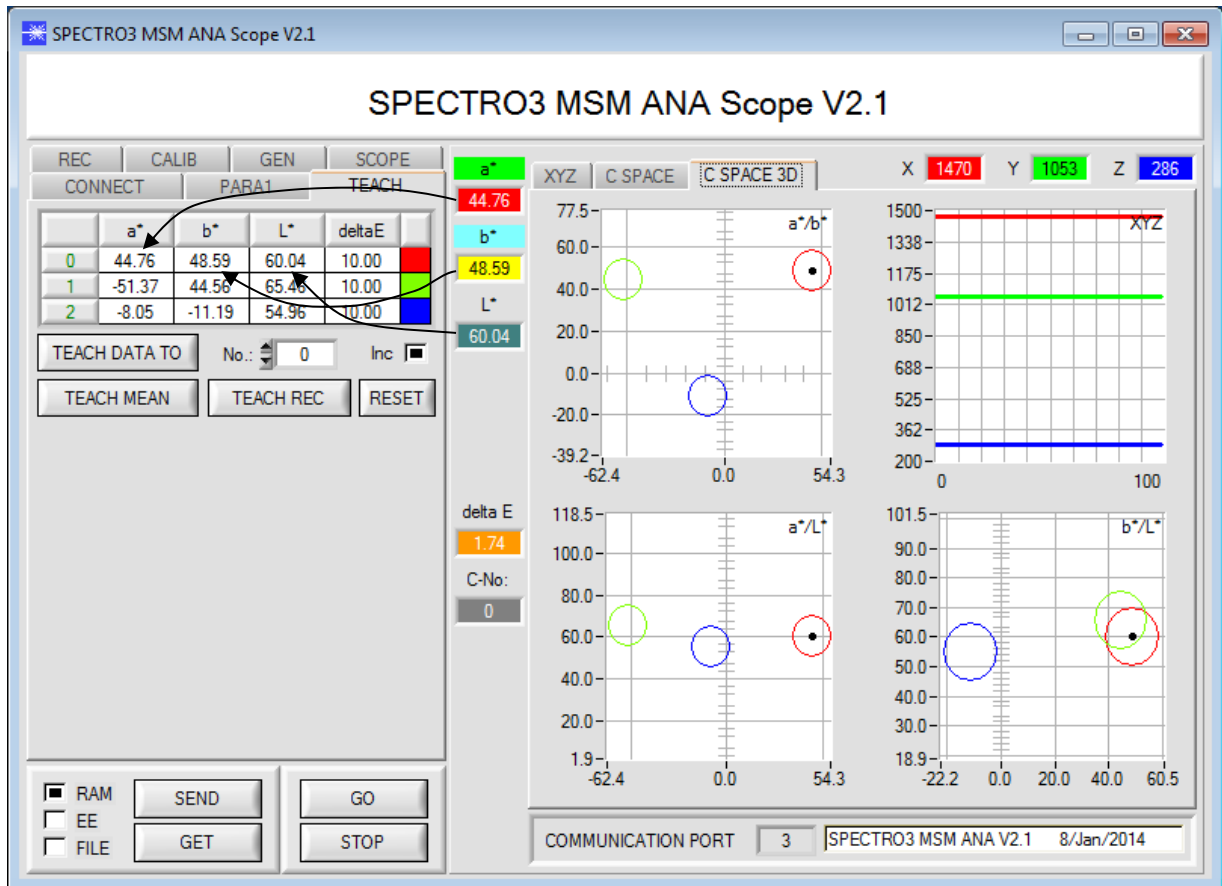 SPECTRO3 MSM ANA Scope V2.1
SPECTRO3 MSM ANA Scope V2.1
REC CALIB GEN SCOPE
CONNECT PARA1 TEACH
a* b* L* deltaE
0 44.76 48.59 60.04 10.00
1 -51.37 44.56 65.46 10.00
2 -8.05 -11.19 54.96 10.00
TEACH DATA TO No.: 0 Inc
TEACH MEAN TEACH REC RESET
a*
44.76
b*
48.59
L*
60.04
delta E
1.74
C-No:
0
XYZ C SPACE C SPACE 3D
X 1470 Y 1053 Z 286
a*/b*
77.5
60.0
40.0
20.0
0.0
-20.0
-39.2
-62.4 0.0 54.3
XYZ
1500
1338
1175
1012
850
688
525
362
200
0 100
a*/L*
118.5
100.0
80.0
60.0
40.0
20.0
1.9
-62.4 0.0 54.3
b*/L*
101.5
90.0
80.0
70.0
60.0
50.0
40.0
30.0
18.9
-22.2 0.0 20.0 40.0 60.5
RAM
EE
FILE
SEND
GET
GO
STOP
COMMUNICATION PORT 3 SPECTRO3 MSM ANA V2.1 8/Jan/2014